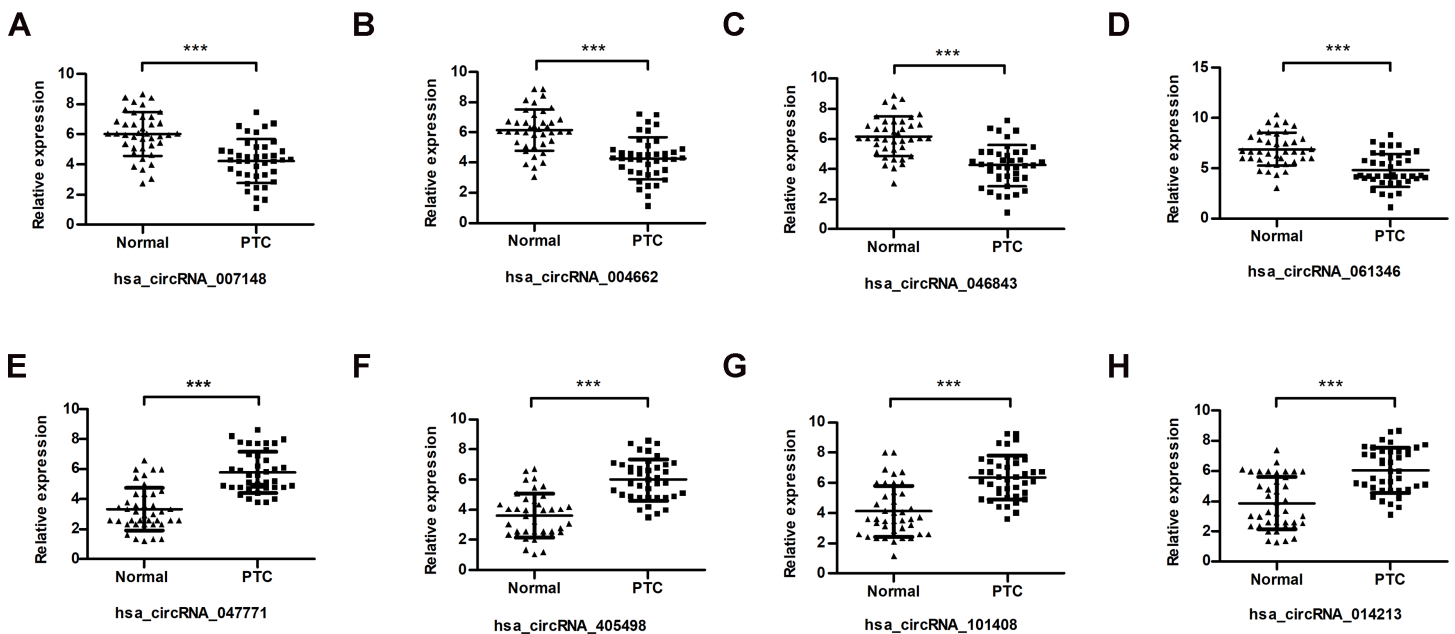 A
***
Relative expression
10
8
6
4
2
0
Normal PTC
hsa_circRNA_007148
B
***
Relative expression
10
8
6
4
2
0
Normal PTC
hsa_circRNA_004662
C
***
Relative expression
10
8
6
4
2
0
Normal PTC
hsa_circRNA_046843
D
***
Relative expression
15
10
5
0
Normal PTC
hsa_circRNA_061346
E
***
Relative expression
10
8
6
4
2
0
Normal PTC
hsa_circRNA_047771
F
***
Relative expression
10
8
6
4
2
0
Normal PTC
hsa_circRNA_405498
G
***
Relative expression
10
8
6
4
2
0
Normal PTC
hsa_circRNA_101408
H
***
Relative expression
10
8
6
4
2
0
Normal PTC
hsa_circRNA_014213